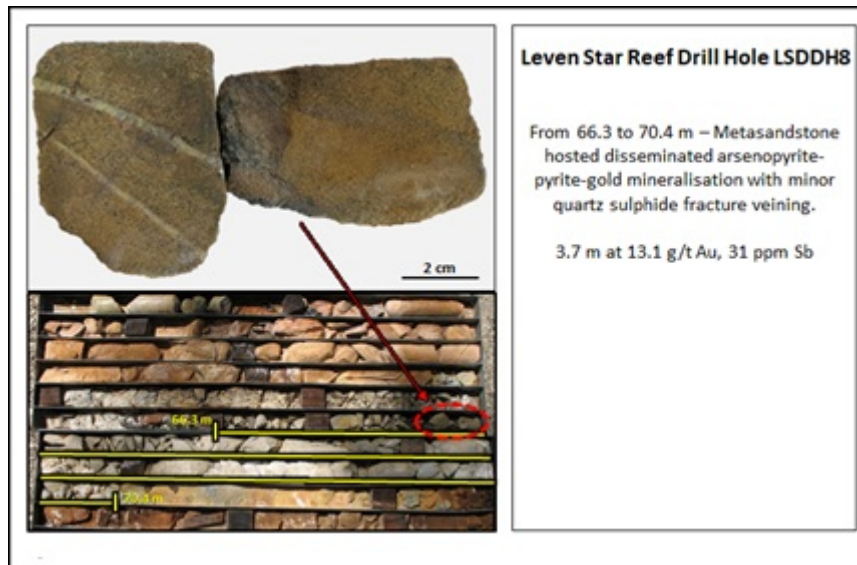 Leven Star Reef Drill Hole LSDDH8
From 66.3 to 70.4 m – Metasandstone
hosted disseminated arsenopyrite-
pyrite-gold mineralisation with minor
quartz sulphide fracture veining.
3.7 m at 13.1 g/t Au, 31 ppm Sb
2 cm
66.3 m
70.4 m